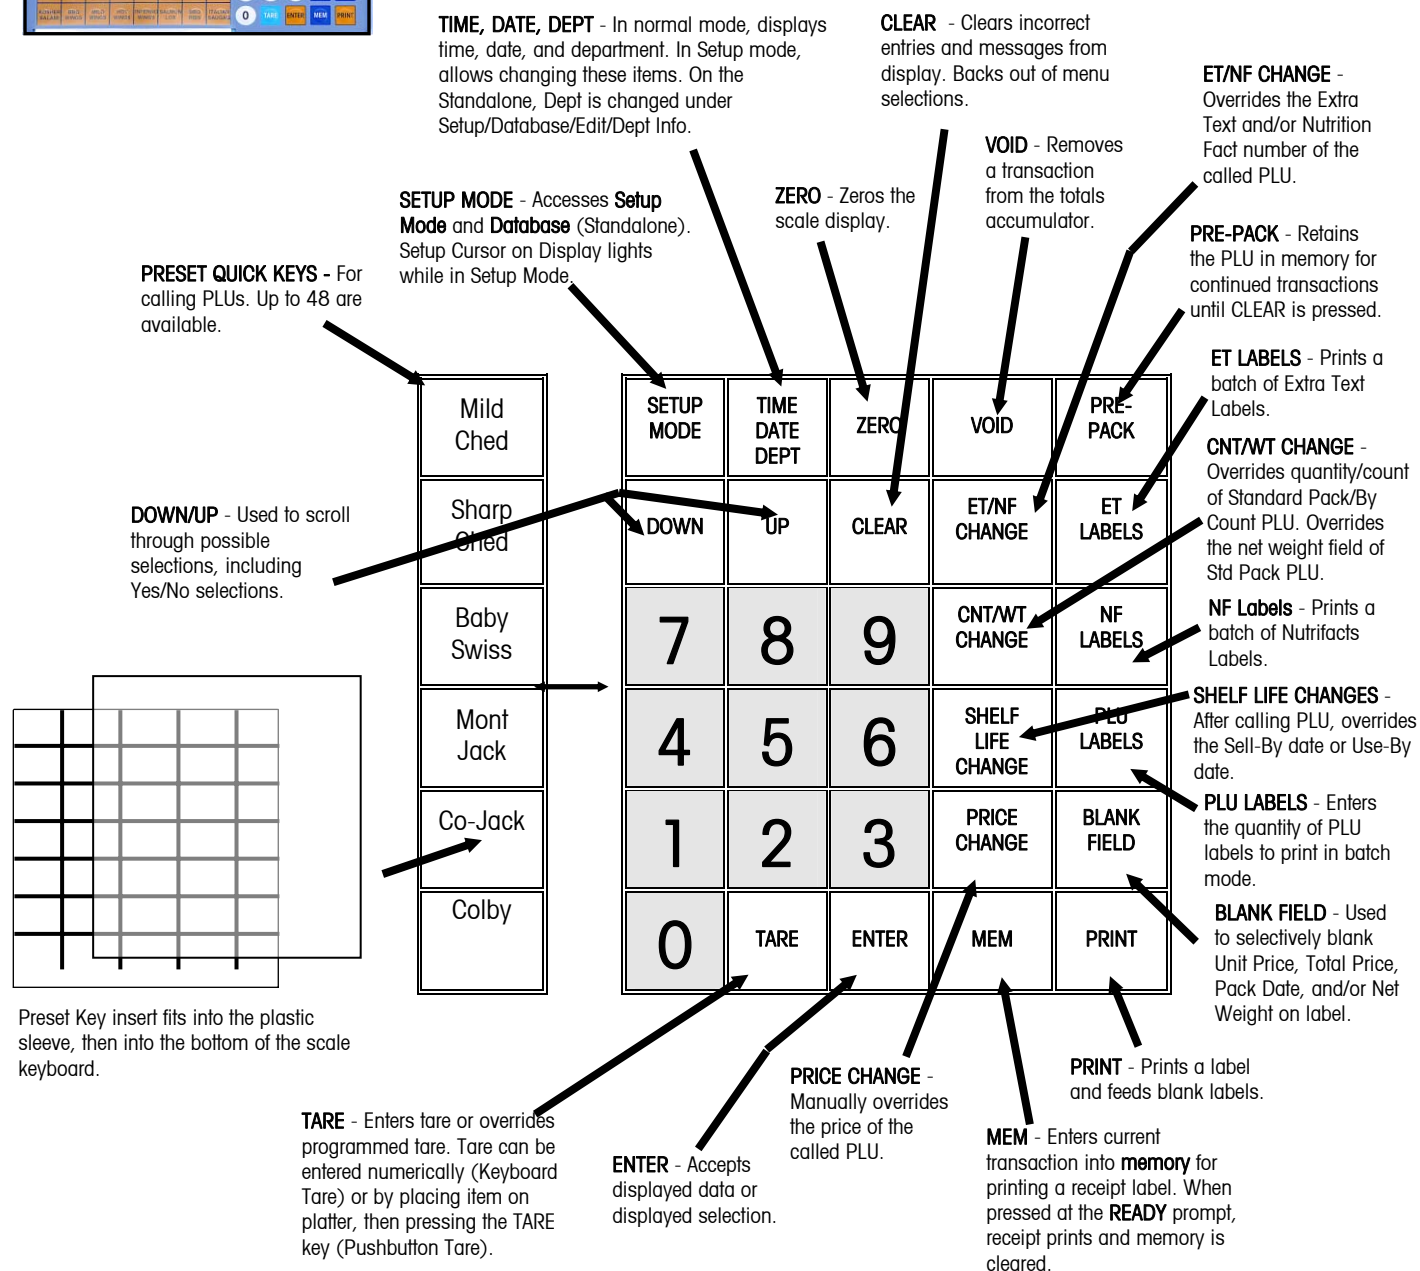 0 TARE ENTER MEM PRINT
TIME, DATE, DEPT - In normal mode, displays
time, date, and department. In Setup mode,
allows changing these items. On the
Standalone, Dept is changed under
Setup/Database/Edit/Dept Info.
CLEAR - Clears incorrect
entries and messages from
display. Backs out of menu
selections.
ET/NF CHANGE -
Overrides the Extra
Text and/or Nutrition
Fact number of the
called PLU.
VOID - Removes
a transaction
from the totals
accumulator.
SETUP MODE - Accesses Setup
Mode and Database (Standalone).
Setup Cursor on Display lights
while in Setup Mode.
ZERO - Zeros the
scale display.
PRE-PACK - Retains
the PLU in memory for
continued transactions
until CLEAR is pressed.
PRESET QUICK KEYS - For
calling PLUs. Up to 48 are
available.
ET LABELS - Prints a
batch of Extra Text
Labels.
CNT/WT CHANGE -
Overrides quantity/count
of Standard Pack/By
Count PLU. Overrides
the net weight field of
Std Pack PLU.
DOWN/UP - Used to scroll
through possible
selections, including
Yes/No selections.
NF Labels - Prints a
batch of Nutrifacts
Labels.
SHELF LIFE CHANGES -
After calling PLU, overrides
the Sell-By date or Use-By
date.
PLU LABELS - Enters
the quantity of PLU
labels to print in batch
mode.
BLANK FIELD - Used
to selectively blank
Unit Price, Total Price,
Pack Date, and/or Net
Weight on label.
Mild
Ched
Sharp
Ched
Baby
Swiss
Mont
Jack
Co-Jack
Colby
SETUP
MODE
TIME
DATE
DEPT
ZERO
VOID
PRE-
PACK
DOWN
UP
CLEAR
ET/NF
CHANGE
ET
LABELS
7
8
9
CNT/WT
CHANGE
NF
LABELS
4
5
6
SHELF
LIFE
CHANGE
PLU
LABELS
1
2
3
PRICE
CHANGE
BLANK
FIELD
0
TARE
ENTER
MEM
PRINT
Preset Key insert fits into the plastic
sleeve, then into the bottom of the scale
keyboard.
TARE - Enters tare or overrides
programmed tare. Tare can be
entered numerically (Keyboard
Tare) or by placing item on
platter, then pressing the TARE
key (Pushbutton Tare).
ENTER - Accepts
displayed data or
displayed selection.
PRICE CHANGE -
Manually overrides
the price of the
called PLU.
PRINT - Prints a label
and feeds blank labels.
MEM - Enters current
transaction into memory for
printing a receipt label. When
pressed at the READY prompt,
receipt prints and memory is
cleared.